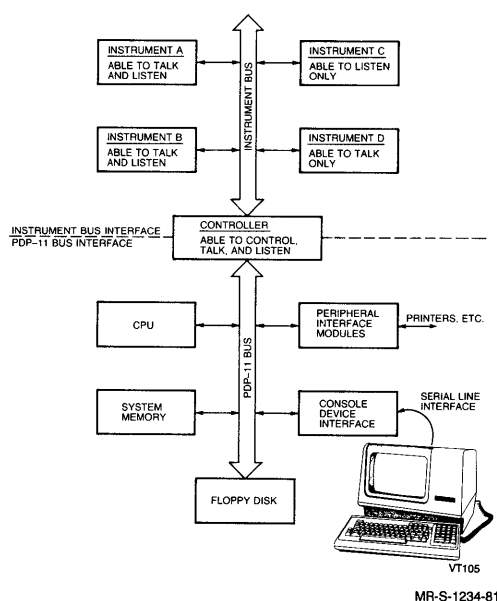 INSTRUMENT A
ABLE TO TALK
AND LISTEN
INSTRUMENT C
ABLE TO LISTEN
ONLY
INSTRUMENT BUS
INSTRUMENT B
ABLE TO TALK
AND LISTEN
INSTRUMENT D
ABLE TO TALK
ONLY
INSTRUMENT BUS INTERFACE
PDP-11 BUS INTERFACE
CONTROLLER
ABLE TO CONTROL,
TALK, AND LISTEN
CPU
PERIPHERAL
INTERFACE
MODULES
PRINTERS, ETC.
PDP-11 BUS
SYSTEM
MEMORY
CONSOLE
DEVICE
INTERFACE
SERIAL LINE
INTERFACE
FLOPPY DISK
VT105
MR-S-1234-81